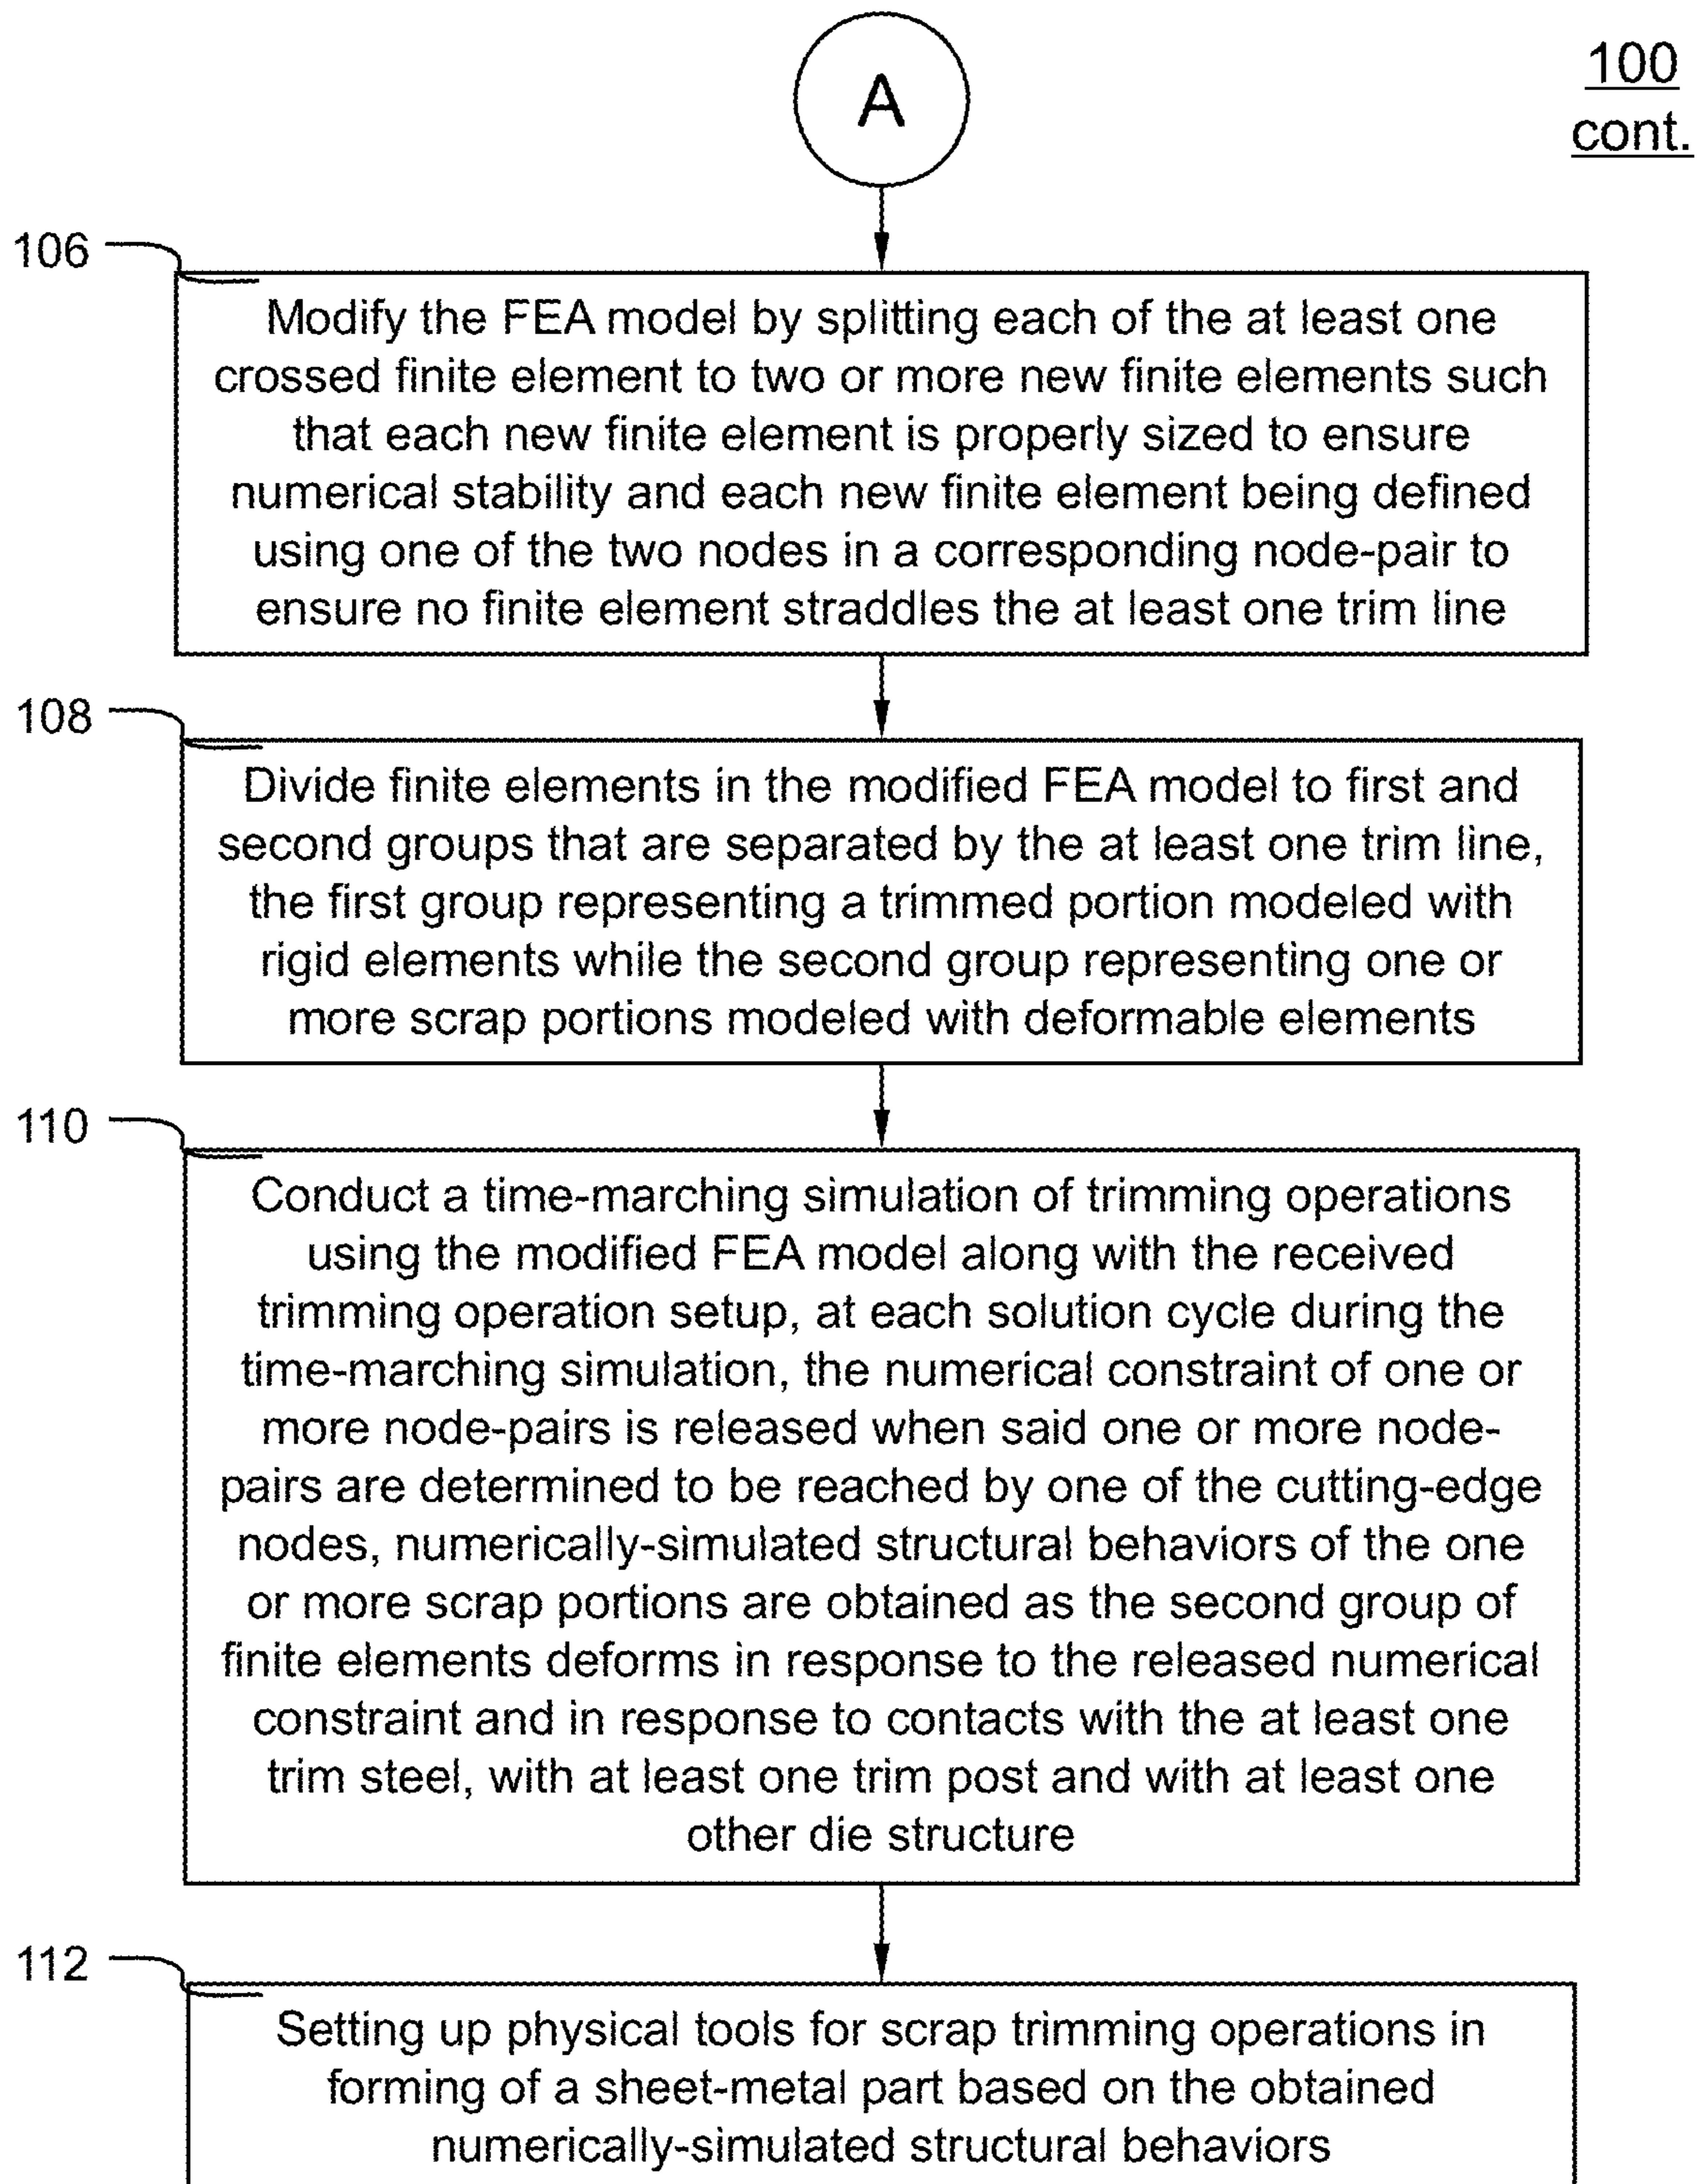 A
100
cont.
106
Modify the FEA model by splitting each of the at least one
crossed finite element to two or more new finite elements such
that each new finite element is properly sized to ensure
numerical stability and each new finite element being defined
using one of the two nodes in a corresponding node-pair to
ensure no finite element straddles the at least one trim line
108
Divide finite elements in the modified FEA model to first and
second groups that are separated by the at least one trim line,
the first group representing a trimmed portion modeled with
rigid elements while the second group representing one or
more scrap portions modeled with deformable elements
110
Conduct a time-marching simulation of trimming operations
using the modified FEA model along with the received
trimming operation setup, at each solution cycle during the
time-marching simulation, the numerical constraint of one or
more node-pairs is released when said one or more node-
pairs are determined to be reached by one of the cutting-edge
nodes, numerically-simulated structural behaviors of the one
or more scrap portions are obtained as the second group of
finite elements deforms in response to the released numerical
constraint and in response to contacts with the at least one
trim steel, with at least one trim post and with at least one
other die structure
112
Setting up physical tools for scrap trimming operations in
forming of a sheet-metal part based on the obtained
numerically-simulated structural behaviors